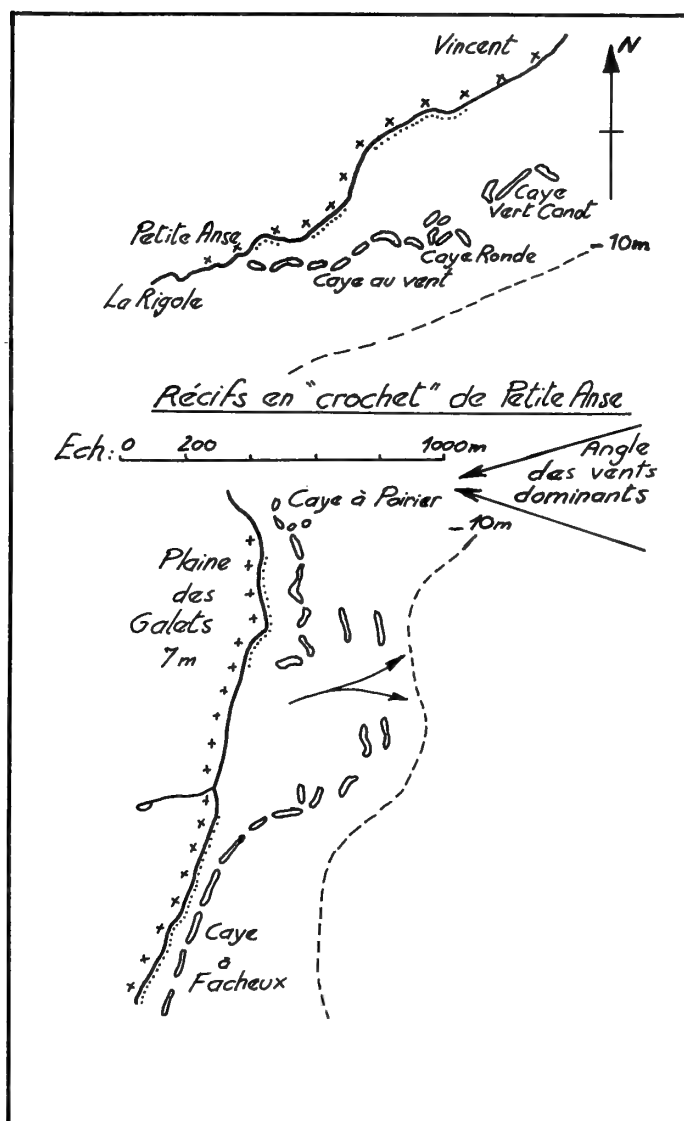 Vincent
N
Caye
Vert Canot
Petite Anse
- 10m
Caye Ronde
Caye au vent
La Rigole
Récifs en "crochet" de Petite Anse
Ech: 0 200 1000m
Angle
des vents
dominants
Caye à Poirier
- 10m
Plaine
des
Galets
7m
Caye
à
Facheux